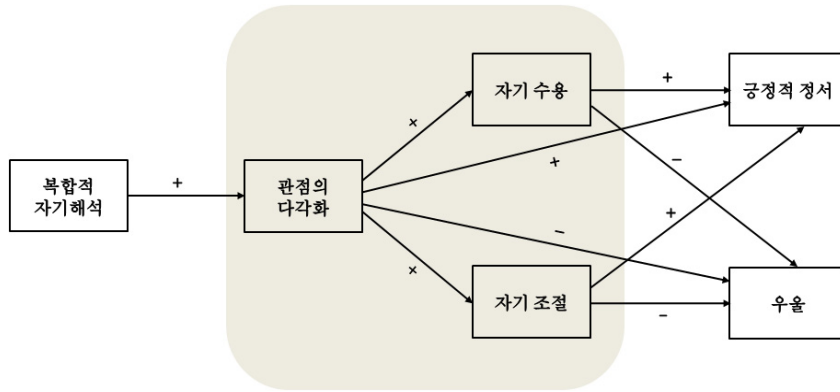 자기 수용
+
긍정적 정서
+
+
−
복합적
자기해석
+
관점의
다각화
+
−
+
자기 조절
−
우울